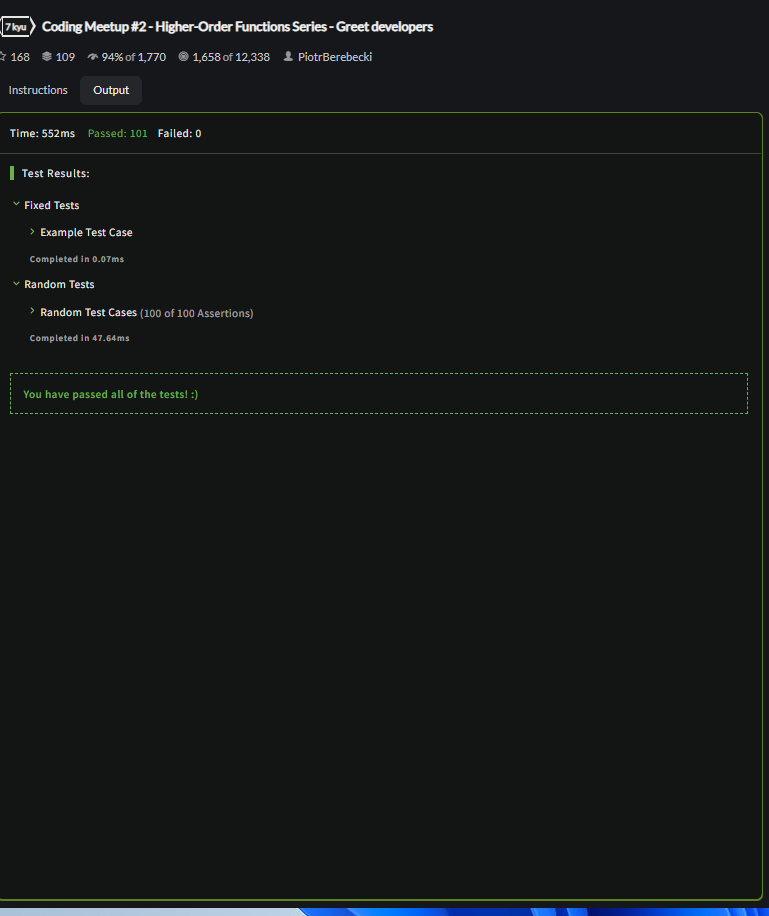 7 kyu Coding Meetup #2 - Higher-Order Functions Series - Greet developers
168 109 94% of 1,770 1,658 of 12,338 PiotrBerebecki
Instructions Output
Time: 552ms Passed: 101 Failed: 0
Test Results:
Fixed Tests
Example Test Case
Completed in 0.07ms
Random Tests
Random Test Cases (100 of 100 Assertions)
Completed in 47.64ms
You have passed all of the tests! :)